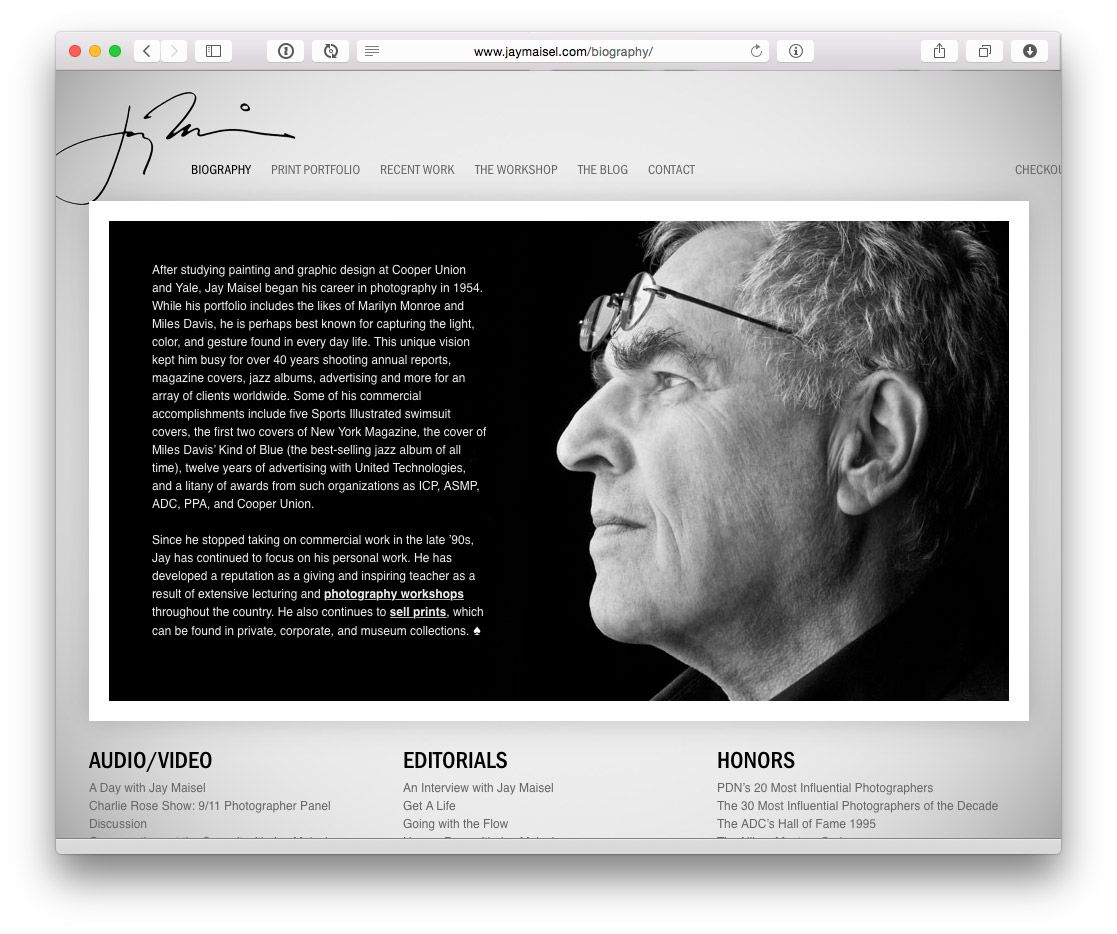 www.jaymaisel.com/biography/
Jay Maisel
BIOGRAPHY PRINT PORTFOLIO RECENT WORK THE WORKSHOP THE BLOG CONTACT CHECKOU
After studying painting and graphic design at Cooper Union
and Yale, Jay Maisel began his career in photography in 1954.
While his portfolio includes the likes of Marilyn Monroe and
Miles Davis, he is perhaps best known for capturing the light,
color, and gesture found in every day life. This unique vision
kept him busy for over 40 years shooting annual reports,
magazine covers, jazz albums, advertising and more for an
array of clients worldwide. Some of his commercial
accomplishments include five Sports Illustrated swimsuit
covers, the first two covers of New York Magazine, the cover of
Miles Davis’ Kind of Blue (the best-selling jazz album of all
time), twelve years of advertising with United Technologies,
and a litany of awards from such organizations as ICP, ASMP,
ADC, PPA, and Cooper Union.
Since he stopped taking on commercial work in the late ’90s,
Jay has continued to focus on his personal work. He has
developed a reputation as a giving and inspiring teacher as a
result of extensive lecturing and photography workshops
throughout the country. He also continues to sell prints, which
can be found in private, corporate, and museum collections. ♠
AUDIO/VIDEO
A Day with Jay Maisel
Charlie Rose Show: 9/11 Photographer Panel
Discussion
EDITORIALS
An Interview with Jay Maisel
Get A Life
Going with the Flow
HONORS
PDN’s 20 Most Influential Photographers
The 30 Most Influential Photographers of the Decade
The ADC’s Hall of Fame 1995